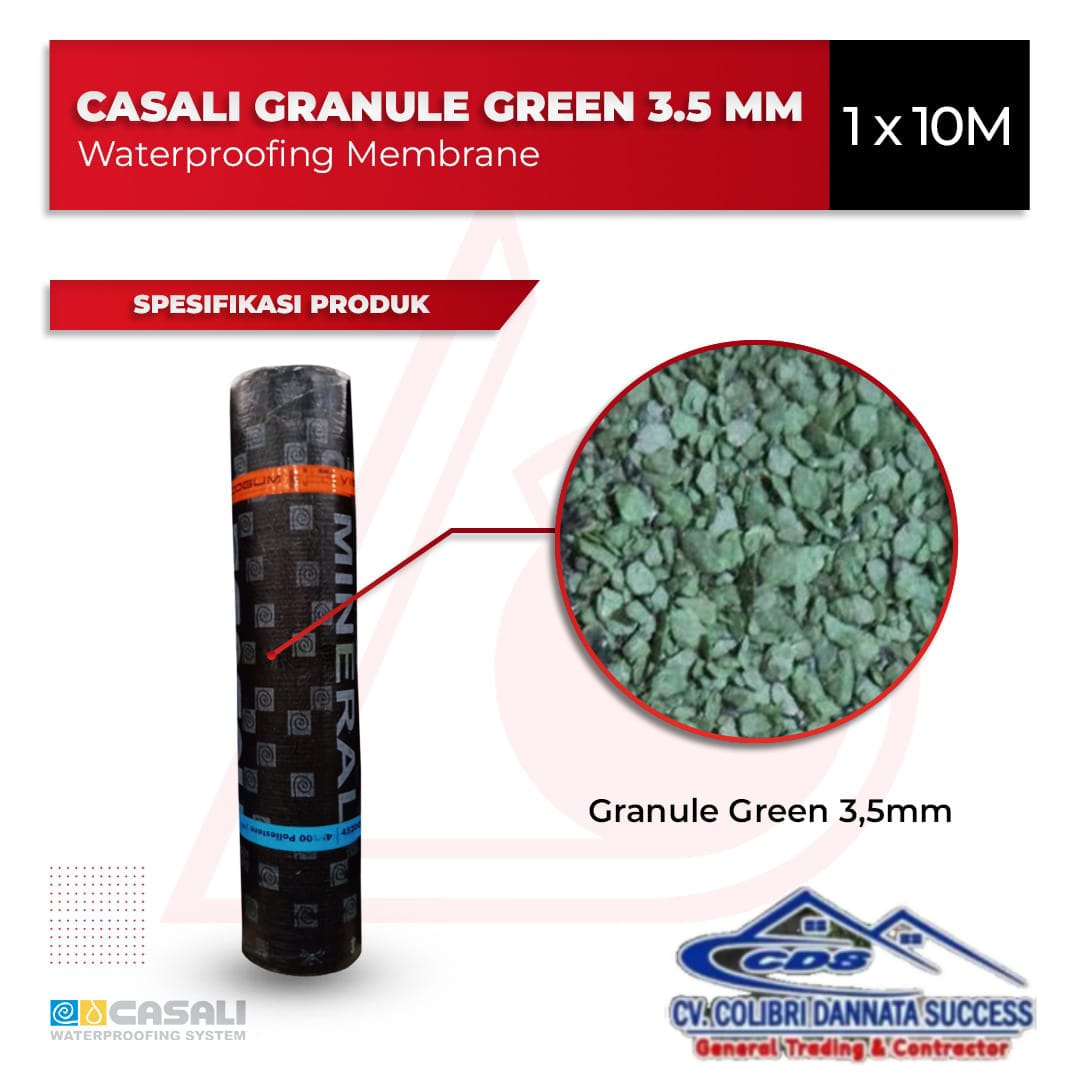 CASALI GRANULE GREEN 3.5 MM
Waterproofing Membrane
1 x 10M
SPESIFIKASI PRODUK
MINERAL
Poliestere
Granule Green 3,5mm
CASALI
WATERPROOFING SYSTEM
CDS
CV. COLIBRI DANNATA SUCCESS
General Trading & Contractor